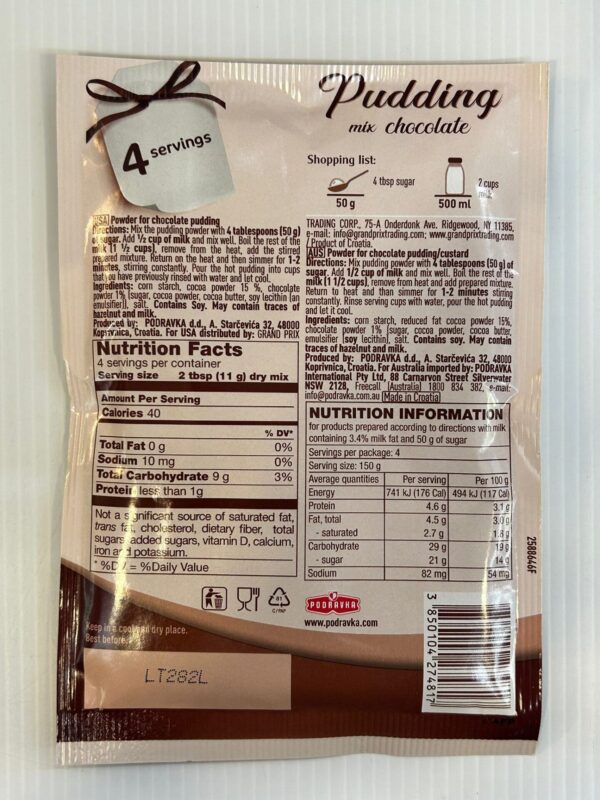 Pudding
mix chocolate
4 servings
Shopping list:
4 tbsp sugar
50 g
2 cups
milk
500 ml
USA Powder for chocolate pudding
Directions: Mix the pudding powder with 4 tablespoons (50 g)
of sugar. Add ½ cup of milk and mix well. Boil the rest of the
milk (1 ½ cups), remove from the heat, add the stirred
prepared mixture. Return on the heat and then simmer for 1-2
minutes, stirring constantly. Pour the hot pudding into cups
that you have previously rinsed with water and let cool.
Ingredients: corn starch, cocoa powder 15 %, chocolate
powder 1% [sugar, cocoa powder, cocoa butter, soy lecithin (an
emulsifier)], salt. Contains Soy. May contain traces of
hazelnut and milk.
Produced by: PODRAVKA d.d., A. Starčevića 32, 48000
Koprivnica, Croatia. For USA distributed by: GRAND PRIX
TRADING CORP., 75-A Onderdonk Ave. Ridgewood, NY 11385,
e-mail: info@grandprixtrading.com; www.grandprixtrading.com
/ Product of Croatia.
AUS Powder for chocolate pudding/custard
Directions: Mix pudding powder with 4 tablespoons (50 g) of
sugar. Add 1/2 cup of milk and mix well. Boil the rest of the
milk (1 1/2 cups), remove from heat and add prepared mixture.
Return to heat and than simmer for 1-2 minutes stirring
constantly. Rinse serving cups with water, pour the hot pudding
and let it cool.
Ingredients: corn starch, reduced fat cocoa powder 15%,
chocolate powder 1% [sugar, cocoa powder, cocoa butter,
emulsifier (soy lecithin), salt. Contains soy. May contain
traces of hazelnut and milk.
Produced by: PODRAVKA d.d., A. Starčevića 32, 48000
Koprivnica, Croatia. For Australia imported by: PODRAVKA
International Pty Ltd, 88 Carnarvon Street Silverwater
NSW 2128, Freecall (Australia) 1800 834 382, e-mail:
info@podravka.com.au (Made in Croatia)
Nutrition Facts
4 servings per container
Serving size 2 tbsp (11 g) dry mix
Amount Per Serving
Calories 40
% DV*
Total Fat 0 g 0%
Sodium 10 mg 0%
Total Carbohydrate 9 g 3%
Protein less than 1g
Not a significant source of saturated fat,
trans fat, cholesterol, dietary fiber, total
sugars, added sugars, vitamin D, calcium,
iron and potassium.
* %DV = %Daily Value
NUTRITION INFORMATION
for products prepared according to directions with milk
containing 3.4% milk fat and 50 g of sugar
Servings per package: 4
Serving size: 150 g
Average quantities Per serving Per 100 g
Energy 741 kJ (176 Cal) 494 kJ (117 Cal)
Protein 4.6 g 3.1 g
Fat, total 4.5 g 3.0 g
- saturated 2.7 g 1.8 g
Carbohydrate 29 g 19 g
- sugar 21 g 14 g
Sodium 82 mg 54 mg
2588646F
81
C/PAP
PODRAVKA
www.podravka.com
Keep in a cool and dry place.
Best before:
LT282L
3 850104 274817